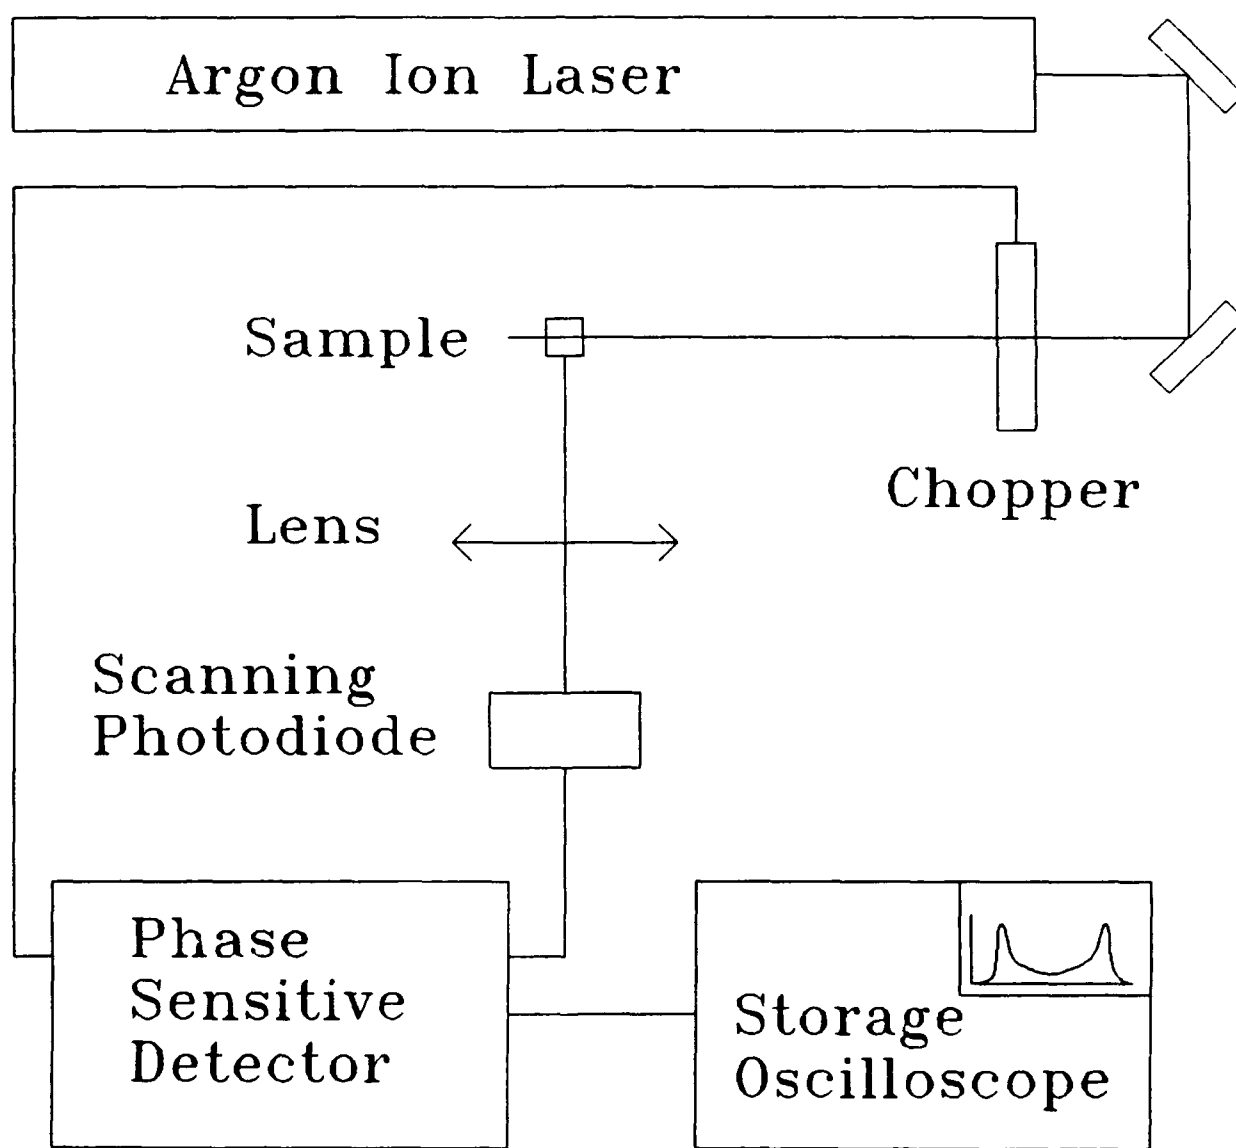 Argon Ion Laser
Sample
Chopper
Lens
Scanning
Photodiode
Phase
Sensitive
Detector
Storage
Oscilloscope